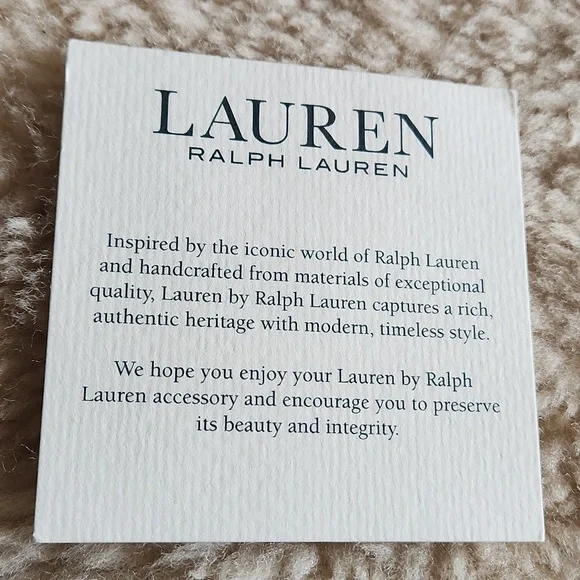 LAUREN
RALPH LAUREN
Inspired by the iconic world of Ralph Lauren
and handcrafted from materials of exceptional
quality, Lauren by Ralph Lauren captures a rich,
authentic heritage with modern, timeless style.
We hope you enjoy your Lauren by Ralph
Lauren accessory and encourage you to preserve
its beauty and integrity.